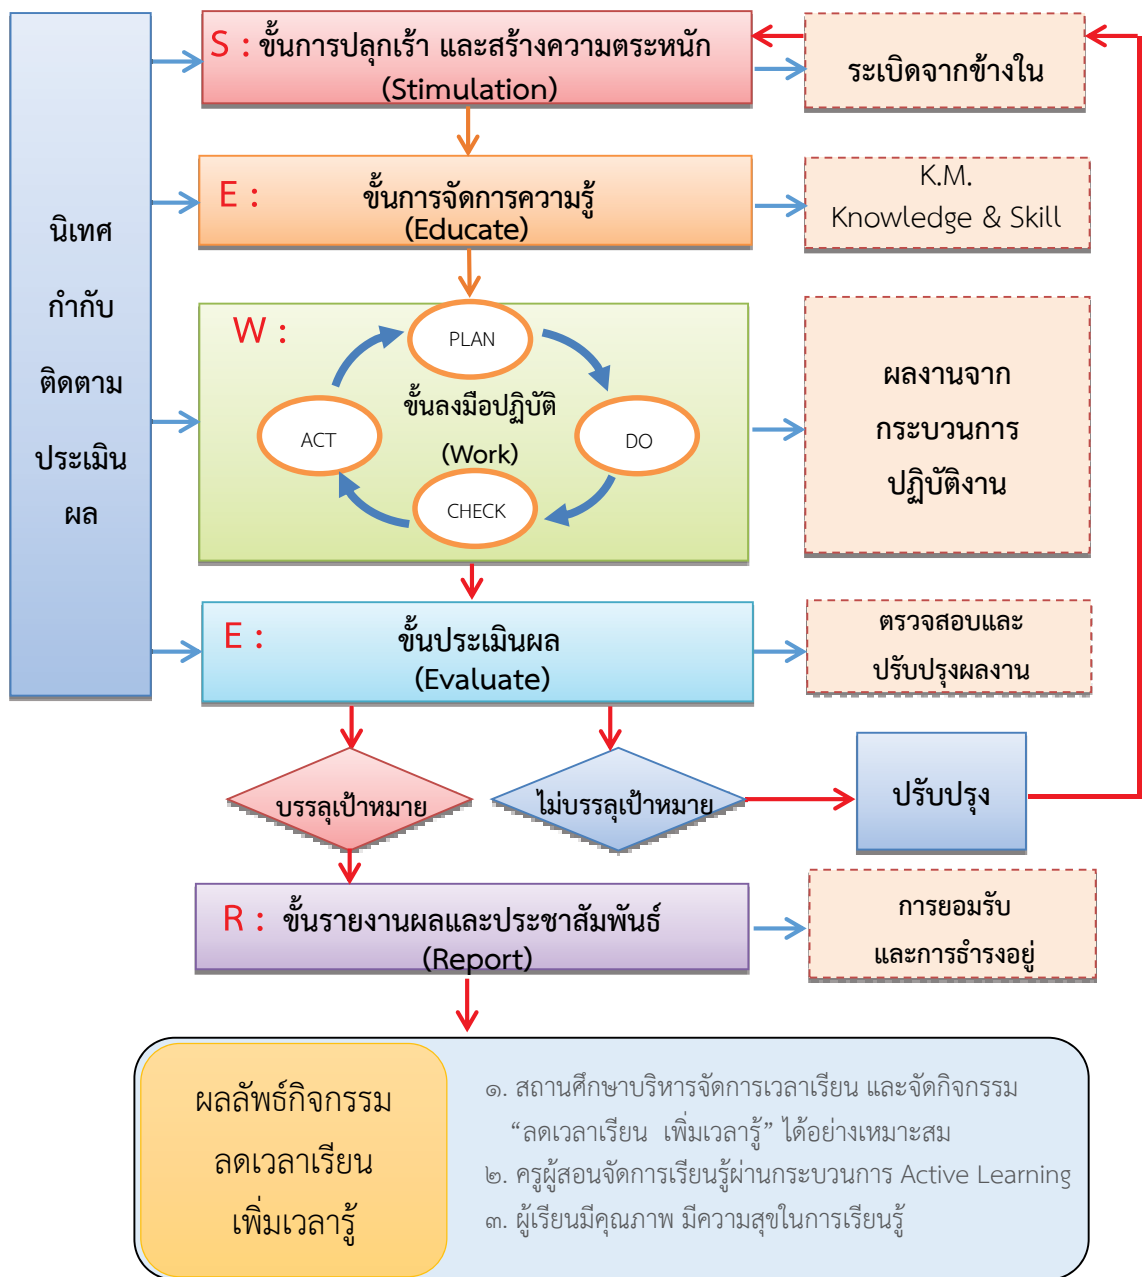 S : ขั้นการปลุกเร้า และสร้างความตระหนัก
(Stimulation)
ระเบิดจากข้างใน
นิเทศ
กำกับ
ติดตาม
ประเมิน
ผล
E :
ขั้นการจัดการความรู้
(Educate)
K.M.
Knowledge & Skill
W :
PLAN
ขั้นลงมือปฏิบัติ
(Work)
ACT
DO
CHECK
ผลงานจาก
กระบวนการ
ปฏิบัติงาน
E :
ขั้นประเมินผล
(Evaluate)
ตรวจสอบและ
ปรับปรุงผลงาน
บรรลุเป้าหมาย
ไม่บรรลุเป้าหมาย
ปรับปรุง
R : ขั้นรายงานผลและประชาสัมพันธ์
(Report)
การยอมรับ
และการธำรงอยู่
ผลลัพธ์กิจกรรม
ลดเวลาเรียน
เพิ่มเวลารู้
๑. สถานศึกษาบริหารจัดการเวลาเรียน และจัดกิจกรรม
“ลดเวลาเรียน เพิ่มเวลารู้” ได้อย่างเหมาะสม
๒. ครูผู้สอนจัดการเรียนรู้ผ่านกระบวนการ Active Learning
๓. ผู้เรียนมีคุณภาพ มีความสุขในการเรียนรู้